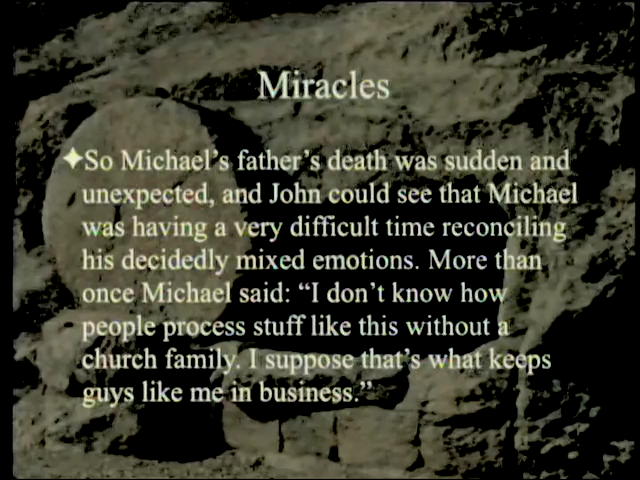 Miracles
✦So Michael's father's death was sudden and
unexpected, and John could see that Michael
was having a very difficult time reconciling
his decidedly mixed emotions. More than
once Michael said: “I don't know how
people process stuff like this without a
church family. I suppose that's what keeps
guys like me in business.”